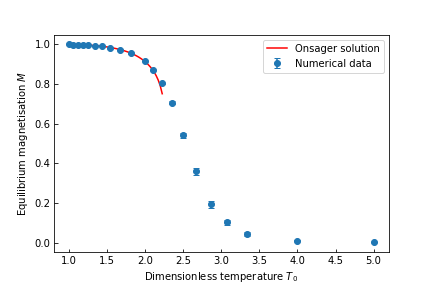 Onsager solution
Numerical data
Equilibrium magnetisation M
1.0
0.8
0.6
0.4
0.2
0.0
1.0 1.5 2.0 2.5 3.0 3.5 4.0 4.5 5.0
Dimensionless temperature T₀